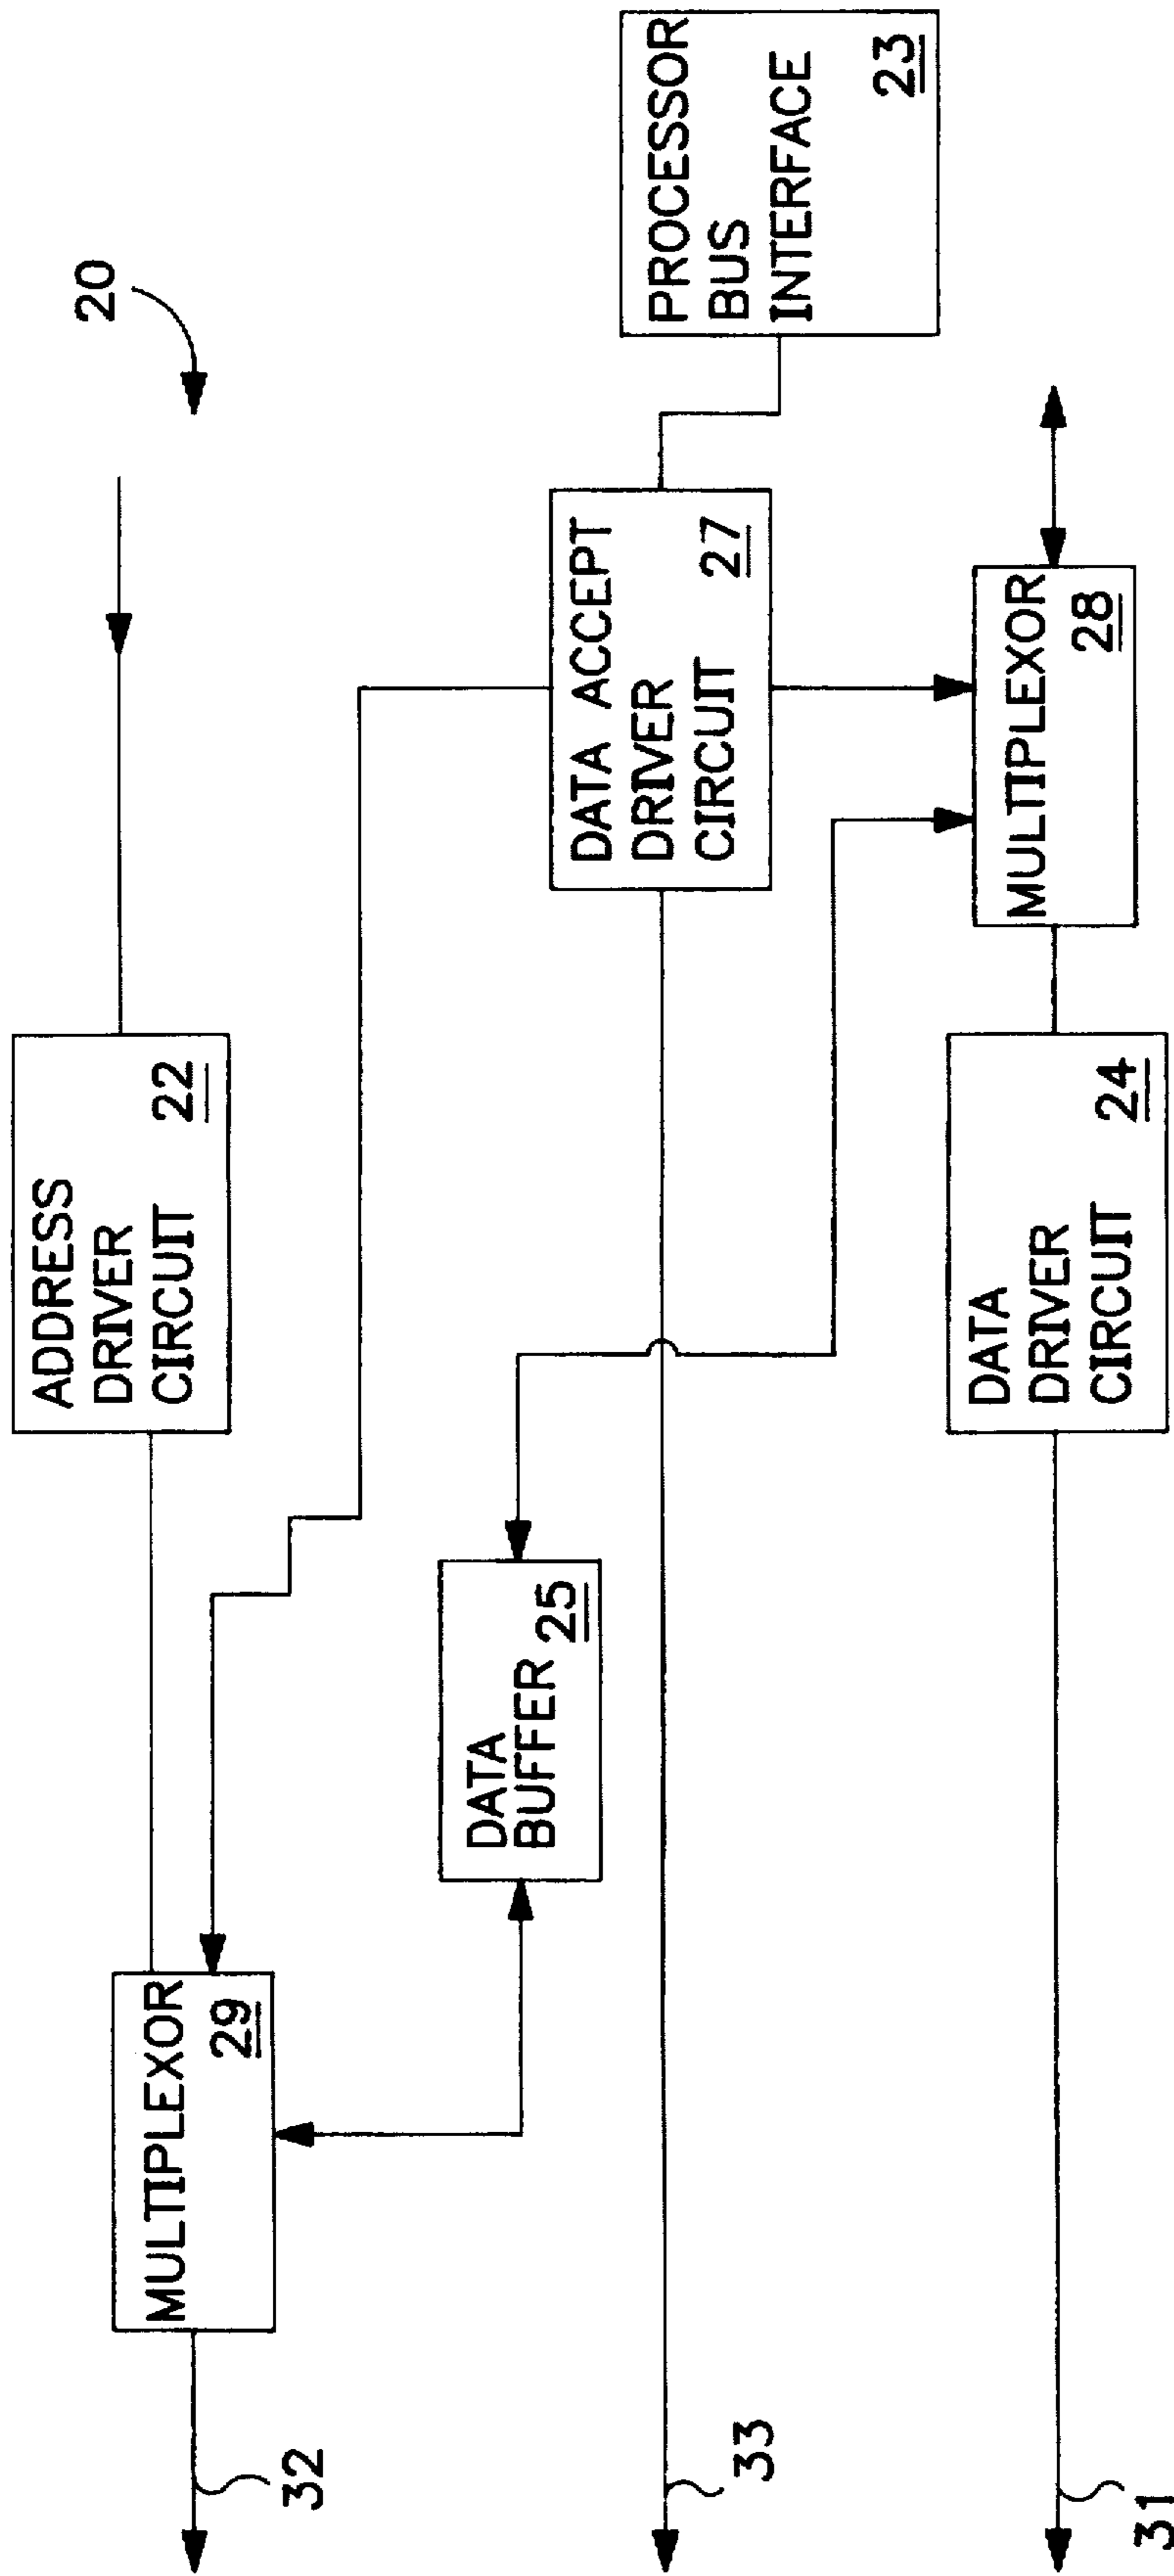 20
ADDRESS
DRIVER
CIRCUIT 22
MULTIPLEXOR
29
32
DATA
BUFFER 25
DATA ACCEPT
DRIVER
CIRCUIT 27
PROCESSOR
BUS
INTERFACE
23
33
MULTIPLEXOR
28
DATA
DRIVER
CIRCUIT 24
31